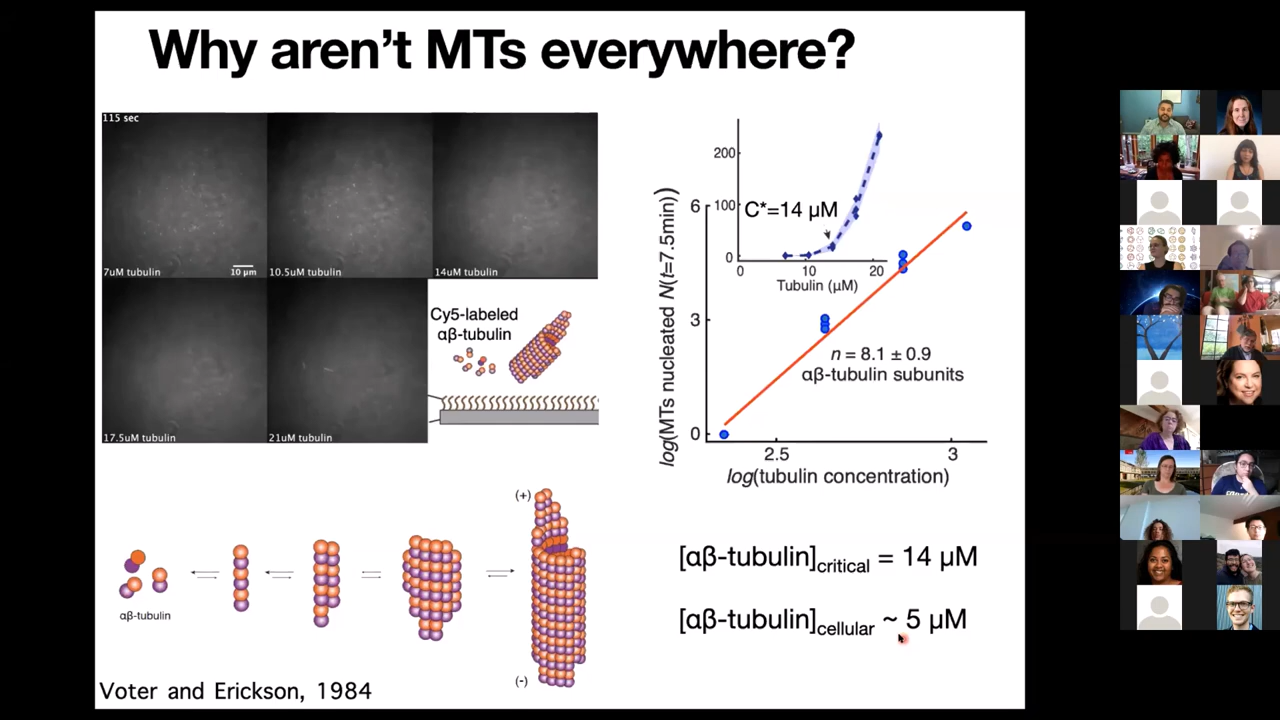 Why aren't MTs everywhere?
115 sec
7uM tubulin
10 µm
10.5uM tubulin
14uM tubulin
17.5uM tubulin
21uM tubulin
Cy5-labeled
αβ-tubulin
log(MTs nucleated N(t=7.5min))
200
100
0
C*=14 µM
0
10
20
Tubulin (µM)
6
3
0
n = 8.1 ± 0.9
αβ-tubulin subunits
2.5
3
log(tubulin concentration)
(+)
αβ-tubulin
(-)
[αβ-tubulin]critical = 14 µM
[αβ-tubulin]cellular ~ 5 µM
Voter and Erickson, 1984